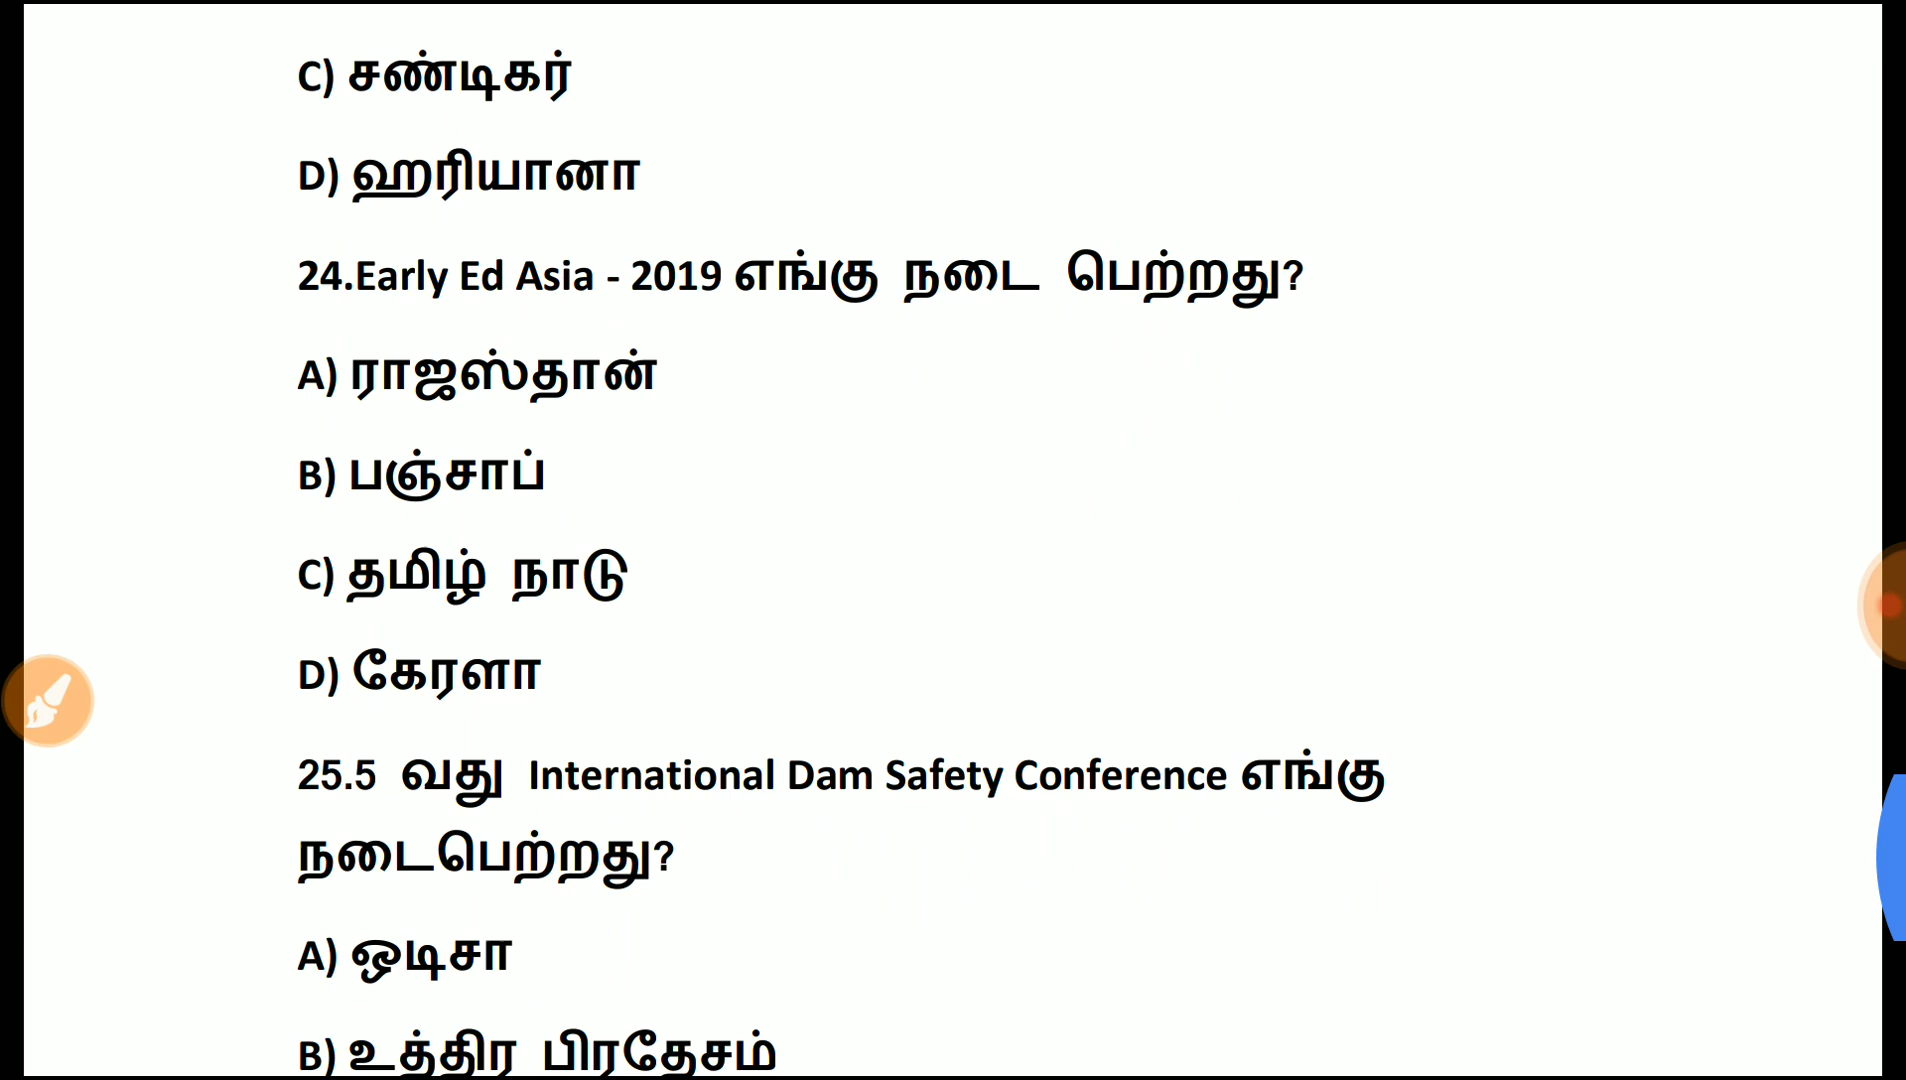 C) சண்டிகர்
D) ஹரியானா
24.Early Ed Asia - 2019 எங்கு நடை பெற்றது?
A) ராஜஸ்தான்
B) பஞ்சாப்
C) தமிழ் நாடு
D) கேரளா
25.5 வது International Dam Safety Conference எங்கு
நடைபெற்றது?
A) ஒடிசா
B) உத்திர பிரதேசம்